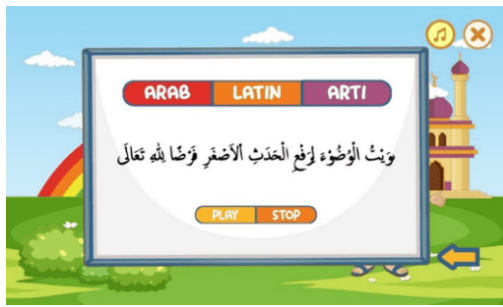 ARAB LATIN ARTI
نَوَيْتُ الْوُضُوْءَ لِرَفْعِ الْحَدَثِ الْاَصْغَرِ فَرْضًا لِلّٰهِ تَعَالَى
PLAY STOP